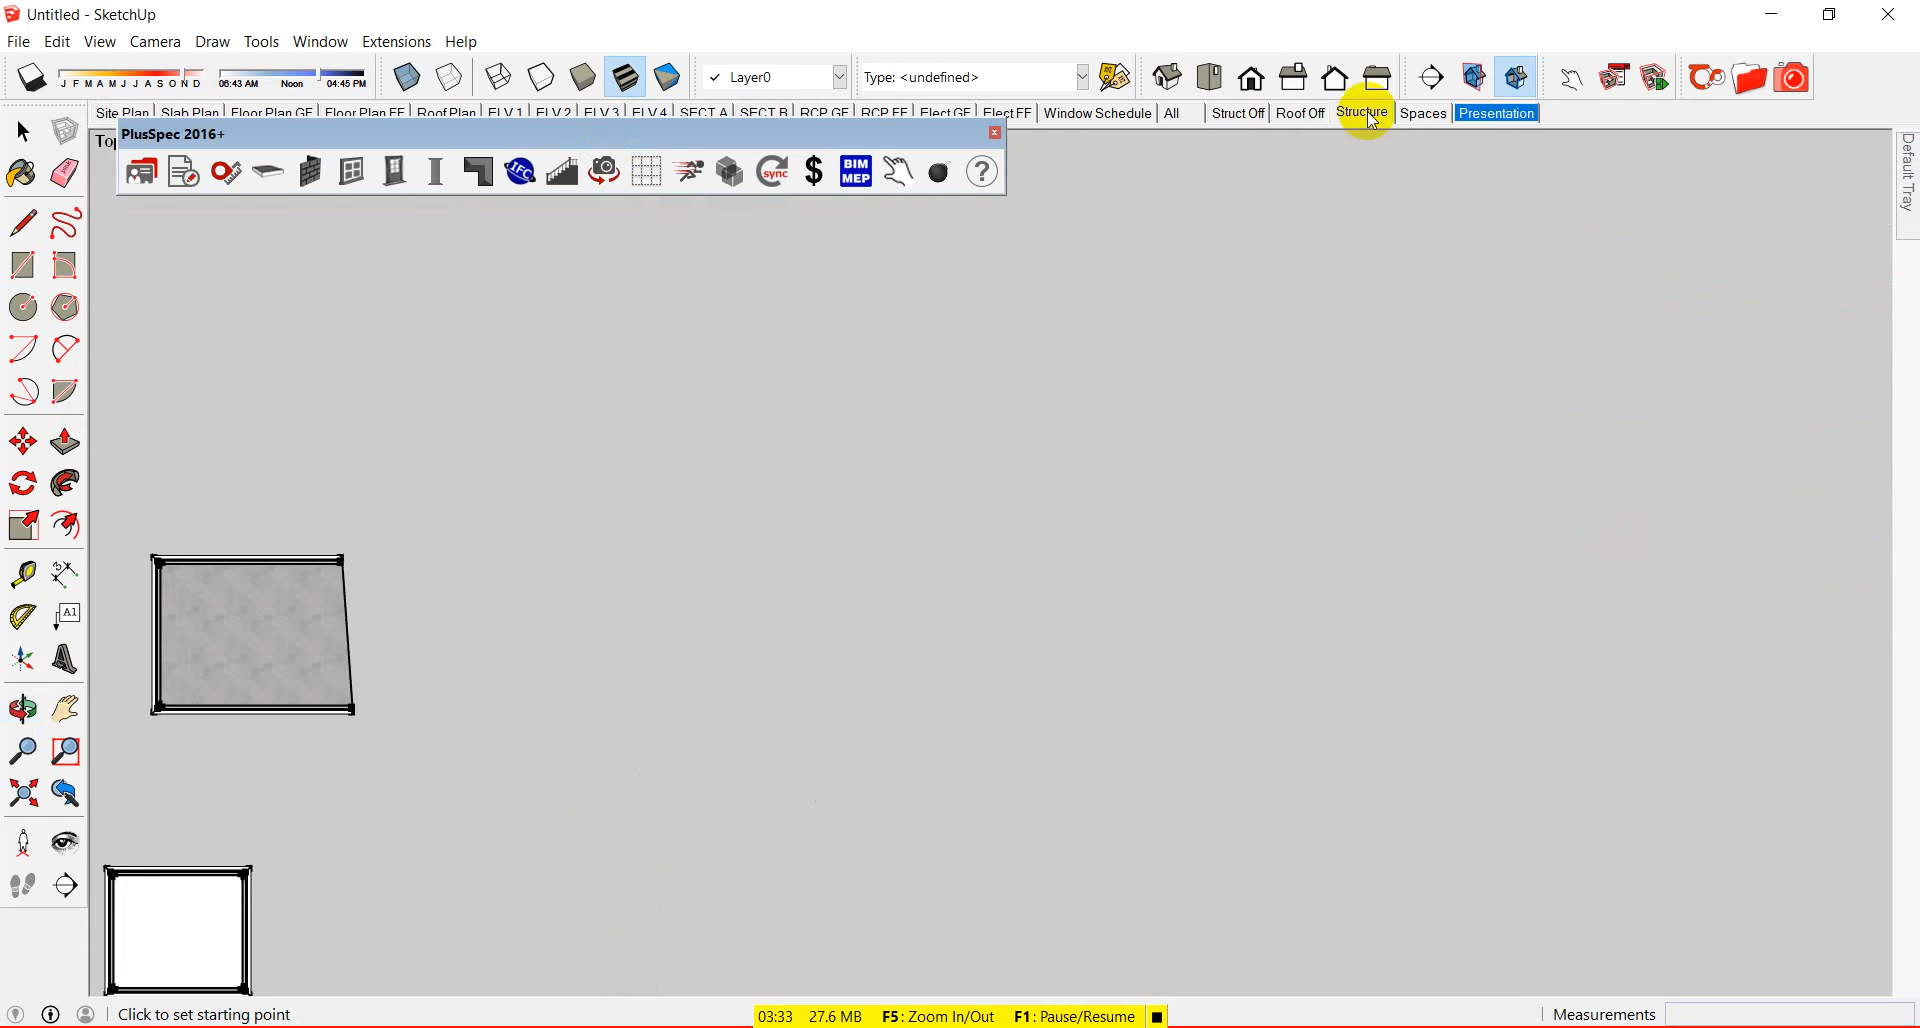 Untitled - SketchUp
File Edit View Camera Draw Tools Window Extensions Help
J F M A M J J A S O N D 06:43 AM Noon 04:45 PM
✓ Layer0
Type: <undefined>
HQ
Site Plan Slab Plan Floor Plan GF Floor Plan FF Roof Plan ELV 1 ELV 2 ELV 3 ELV 4 SECT A SECT B RCP GF RCP FF Elect GF Elect FF Window Schedule All Struct Off Roof Off Structure Spaces Presentation
PlusSpec 2016+
IFC sync $ BIM MEP ?
Default Tray
A1
Click to set starting point
03:33 27.6 MB F5: Zoom In/Out F1: Pause/Resume
Measurements